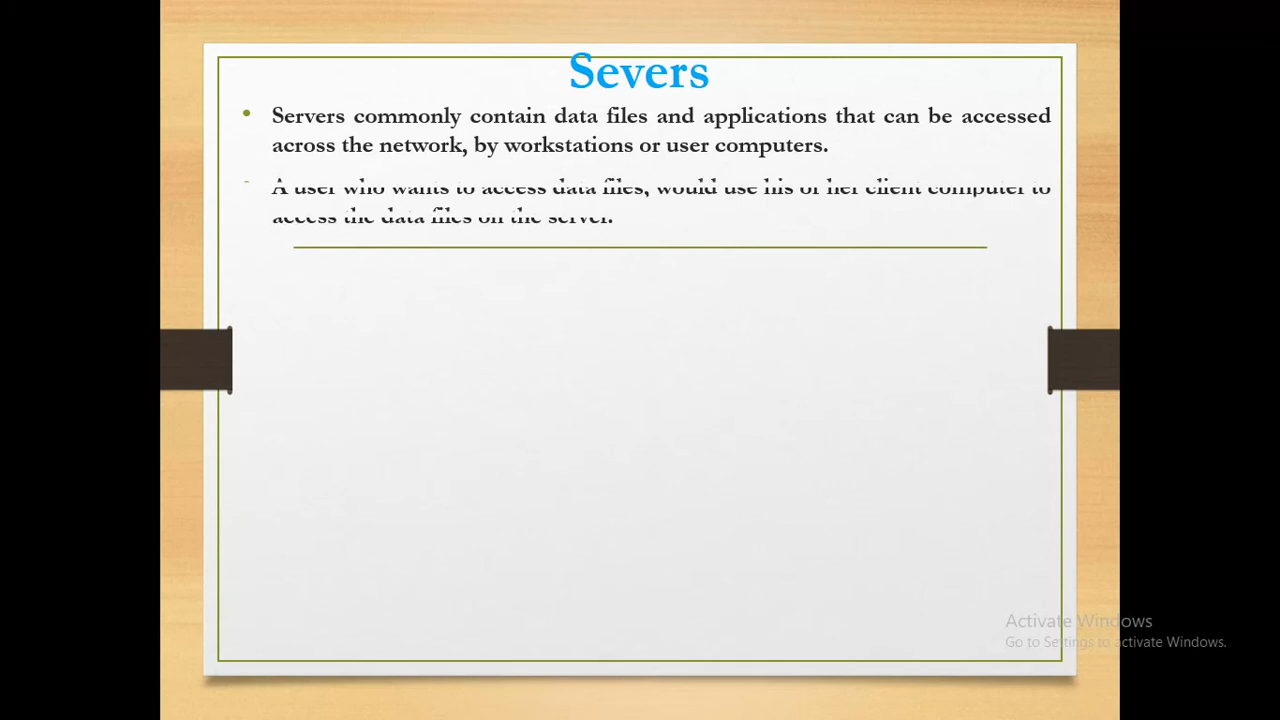 Severs
• Servers commonly contain data files and applications that can be accessed
across the network, by workstations or user computers.
A user who wants to access data files, would use his or her client computer to
access the data files on the server.
Activate Windows
Go to Settings to activate Windows.